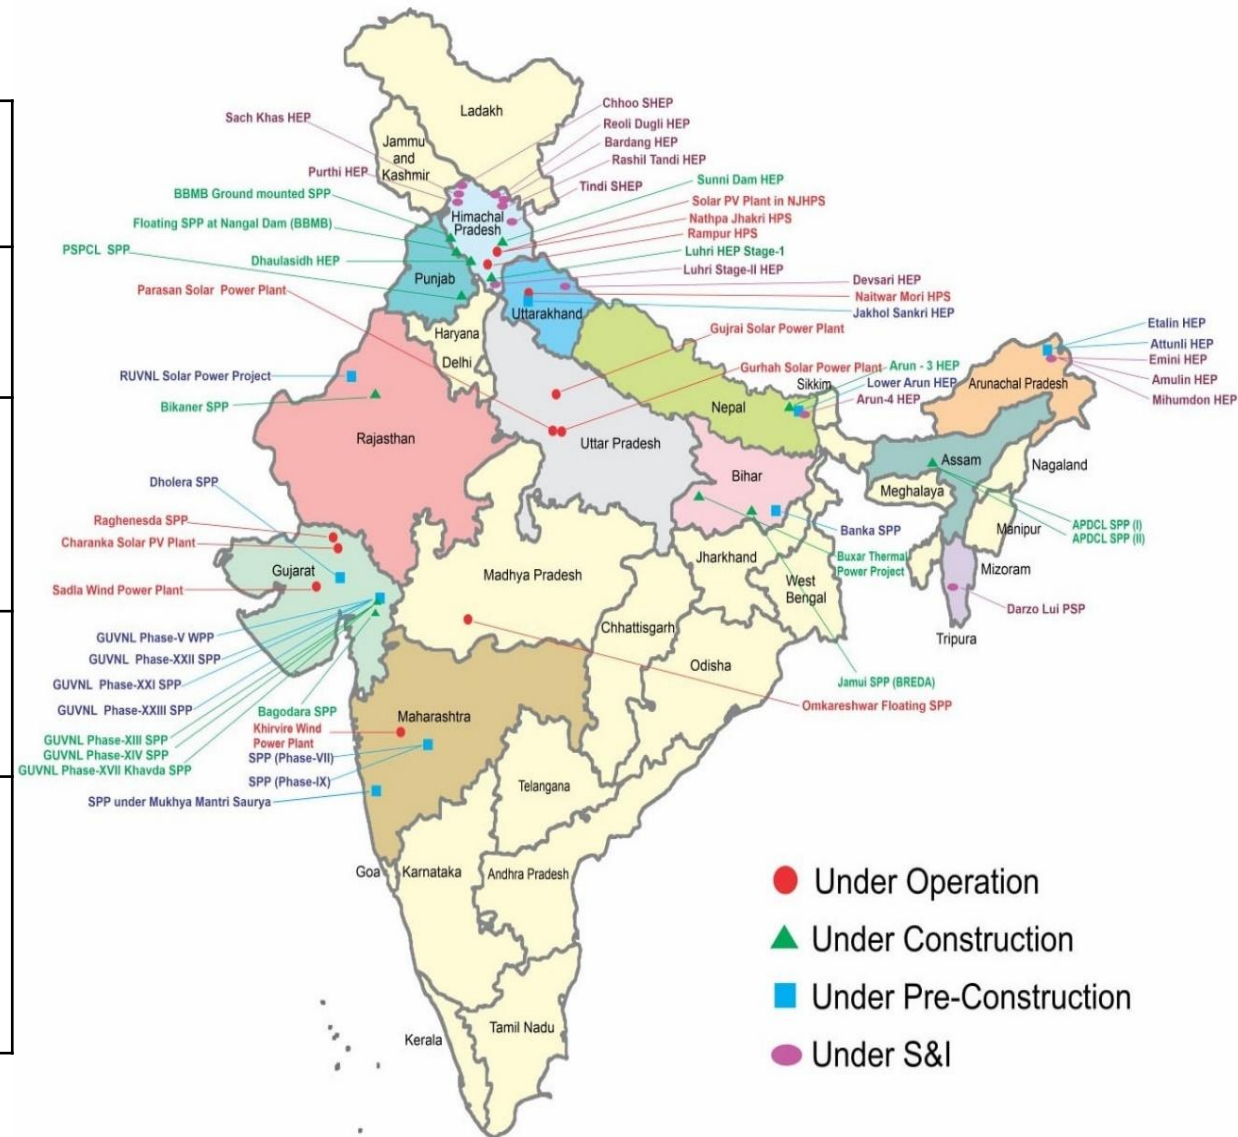 Ladakh
Chhoo SHEP
Sach Khas HEP
Reoli Dugli HEP
Jammu
and
Kashmir
Bardang HEP
Rashil Tandi HEP
Purthi HEP
Tindi SHEP
Sunni Dam HEP
BBMB Ground mounted SPP
Solar PV Plant in NJHPS
Himachal
Pradesh
Floating SPP at Nangal Dam (BBMB)
Nathpa Jhakri HPS
Rampur HPS
PSPCL SPP
Luhri HEP Stage-1
Dhaulasidh HEP
Luhri Stage-II HEP
Punjab
Devsari HEP
Parasan Solar Power Plant
Naitwar Mori HPS
Uttarakhand
Jakhol Sankri HEP
Etalin HEP
Haryana
Gujrai Solar Power Plant
Attunli HEP
Delhi
Emini HEP
Gurhah Solar Power Plant
Arun - 3 HEP
RUVNL Solar Power Project
Sikkim
Lower Arun HEP
Arunachal Pradesh
Amulin HEP
Bikaner SPP
Nepal
Arun-4 HEP
Mihumdon HEP
Rajasthan
Uttar Pradesh
Assam
Nagaland
Bihar
Dholera SPP
Meghalaya
Raghenesda SPP
Banka SPP
Manipur
APDCL SPP (I)
APDCL SPP (II)
Charanka Solar PV Plant
Jharkhand
Buxar Thermal
Power Project
Gujarat
Madhya Pradesh
Mizoram
Sadla Wind Power Plant
West
Bengal
Darzo Lui PSP
Chhattisgarh
GUVNL Phase-V WPP
Tripura
GUVNL Phase-XXII SPP
Odisha
GUVNL Phase-XXI SPP
Jamui SPP (BREDA)
GUVNL Phase-XXIII SPP
Bagodara SPP
Omkareshwar Floating SPP
Maharashtra
GUVNL Phase-XIII SPP
Khirvire Wind
Power Plant
GUVNL Phase-XIV SPP
SPP (Phase-VII)
GUVNL Phase-XVII Khavda SPP
SPP (Phase-IX)
Telangana
SPP under Mukhya Mantri Saurya
Goa
Karnataka
Andhra Pradesh
Under Operation
Under Construction
Under Pre-Construction
Kerala
Tamil Nadu
Under S&I